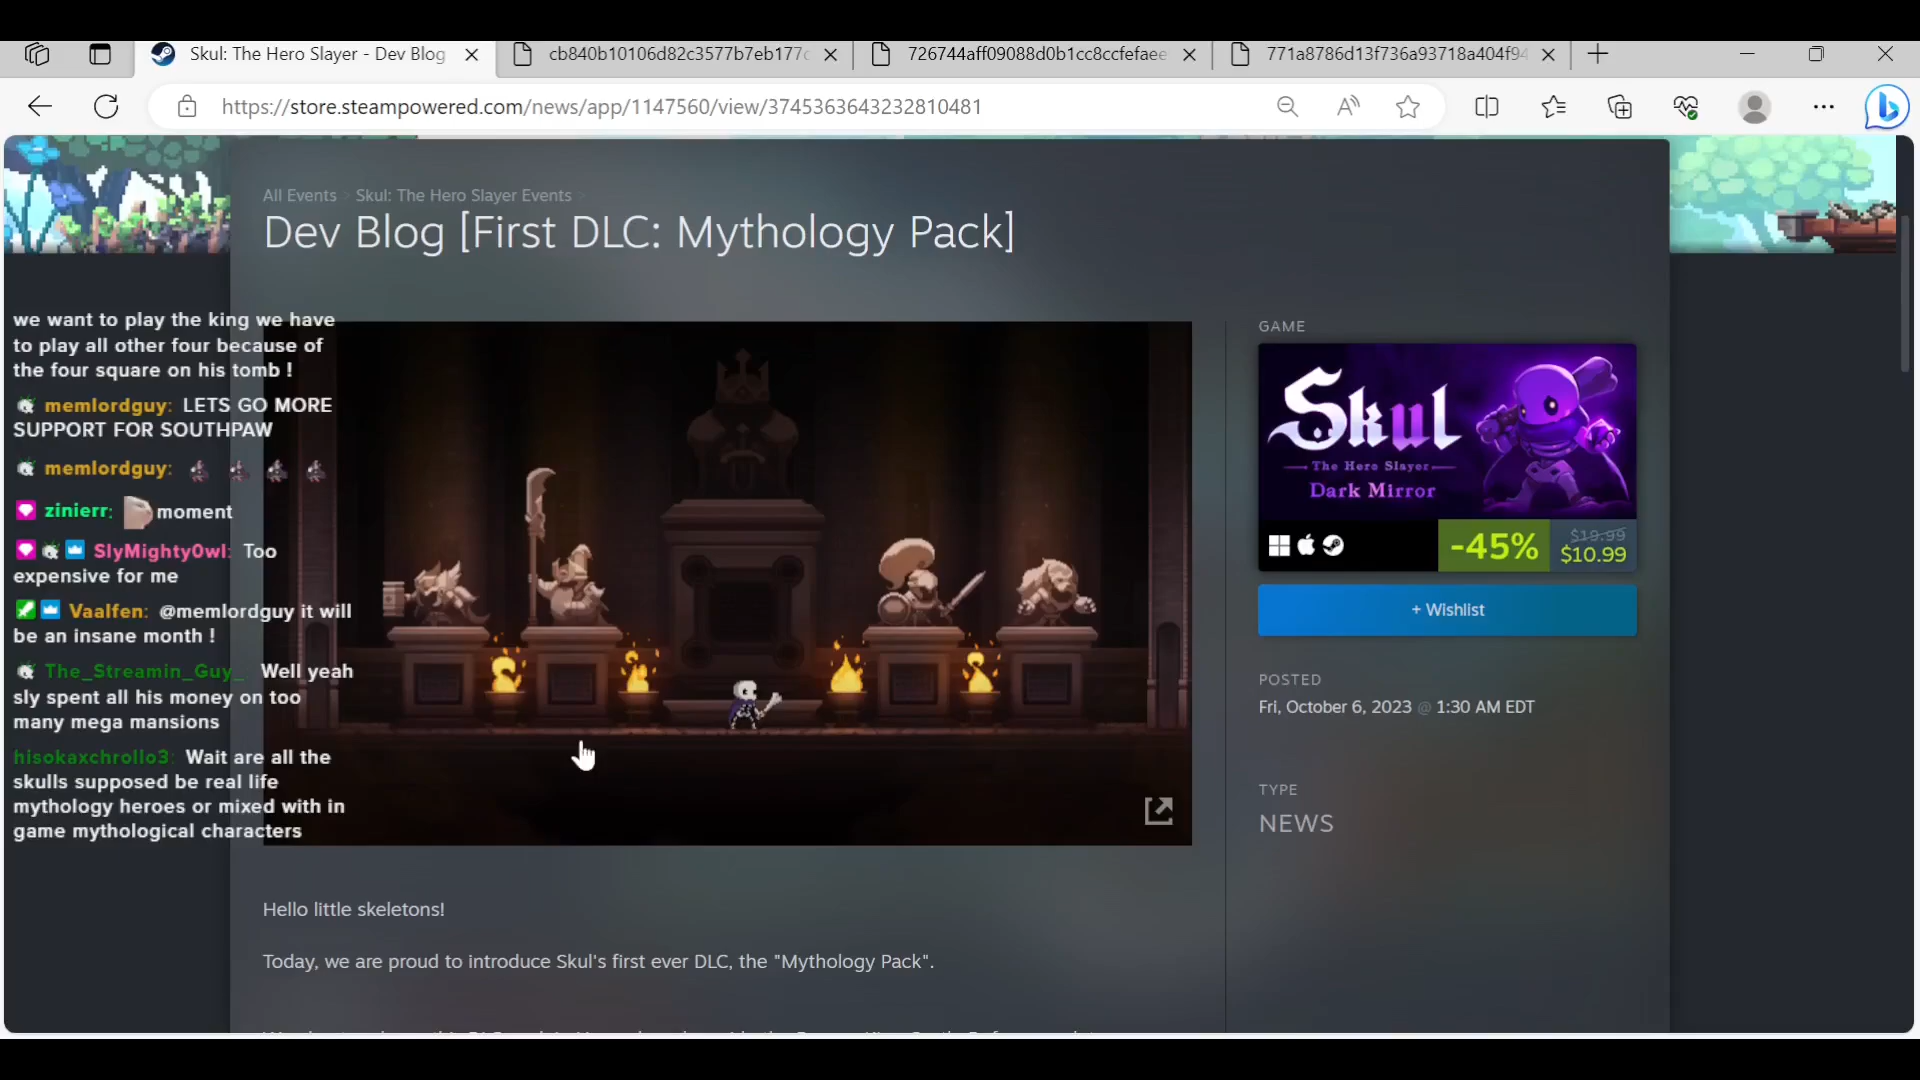 Skul: The Hero Slayer - Dev Blog
cb840b10106d82c3577b7eb177
726744aff09088d0b1cc8ccfefaee
771a8786d13f736a93718a404f94
https://store.steampowered.com/news/app/1147560/view/3745363643232810481
All Events
Skul: The Hero Slayer Events
Dev Blog [First DLC: Mythology Pack]
we want to play the king we have
to play all other four because of
the four square on his tomb !
memlordguy: LETS GO MORE
SUPPORT FOR SOUTHPAW
memlordguy:
zinierr: moment
SlyMighty0wl: Too
expensive for me
Vaalfen: @memlordguy it will
be an insane month !
The_Streamin_Guy_ Well yeah
sly spent all his money on too
many mega mansions
hisokaxchrollo3: Wait are all the
skulls supposed be real life
mythology heroes or mixed with in
game mythological characters
GAME
Skul
The Hero Slayer
Dark Mirror
-45%
$19.99
$10.99
+ Wishlist
POSTED
Fri, October 6, 2023 @ 1:30 AM EDT
TYPE
NEWS
Hello little skeletons!
Today, we are proud to introduce Skul's first ever DLC, the "Mythology Pack".